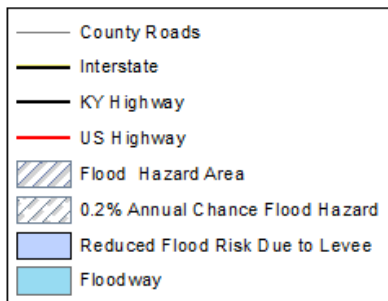 County Roads
Interstate
KY Highway
US Highway
Flood Hazard Area
0.2% Annual Chance Flood Hazard
Reduced Flood Risk Due to Levee
Floodway